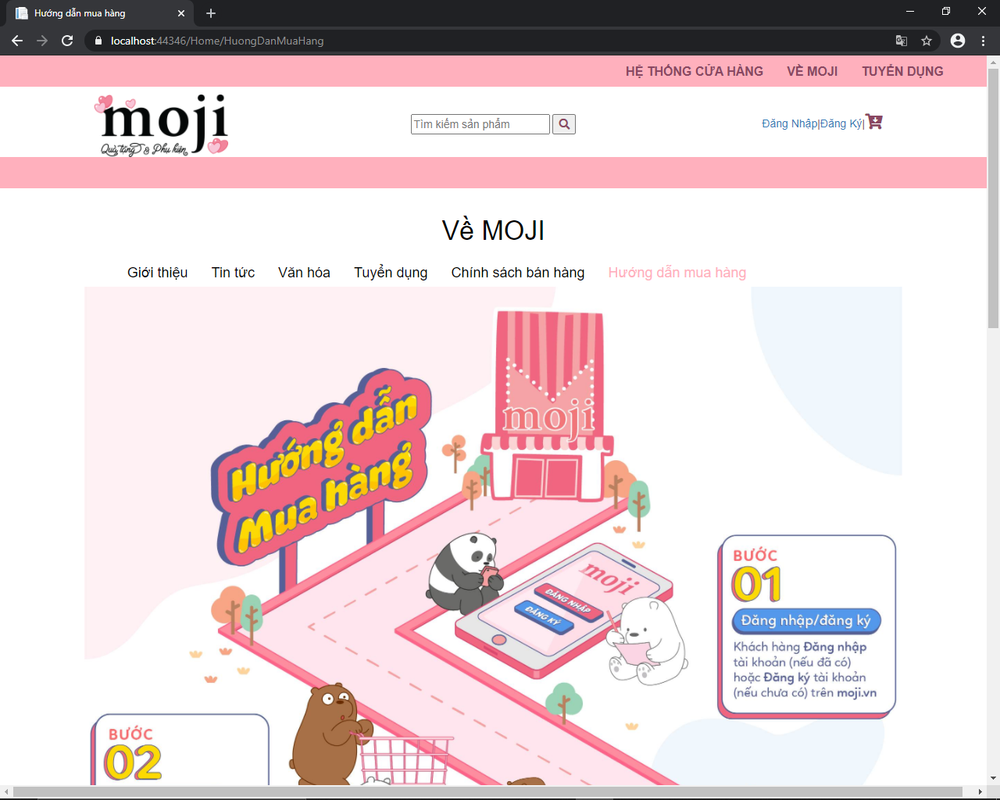 Hướng dẫn mua hàng
localhost:44346/Home/HuongDanMuaHang
HỆ THỐNG CỬA HÀNG VỀ MOJI TUYỂN DỤNG
moji
Quà tặng & Phụ kiện
Tìm kiếm sản phẩm
Đăng Nhập|Đăng Ký|
Về MOJI
Giới thiệu Tin tức Văn hóa Tuyển dụng Chính sách bán hàng Hướng dẫn mua hàng
moji
Hướng dẫn
Mua hàng
moji
ĐĂNG NHẬP
ĐĂNG KÝ
BƯỚC
01
Đăng nhập/đăng ký
Khách hàng Đăng nhập
tài khoản (nếu đã có)
hoặc Đăng ký tài khoản
(nếu chưa có) trên moji.vn
BƯỚC
02